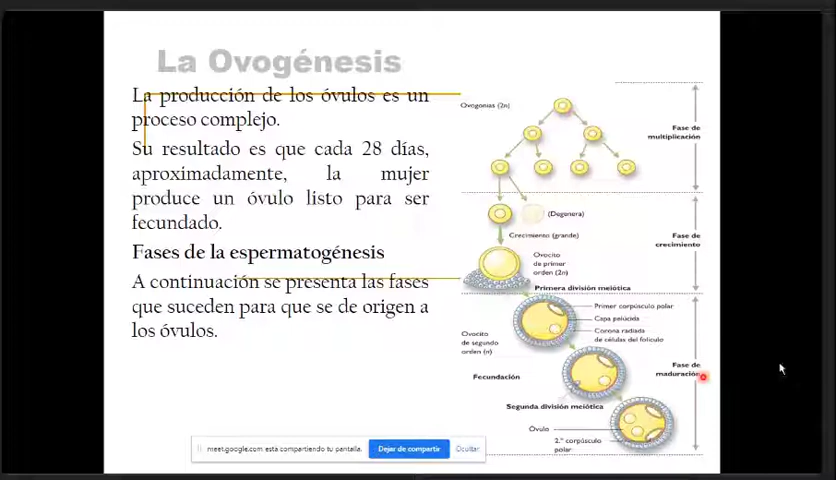 La Ovogénesis
La producción de los óvulos es un
proceso complejo.
Su resultado es que cada 28 días,
aproximadamente, la mujer
produce un óvulo listo para ser
fecundado.
Fases de la espermatogénesis
A continuación se presenta las fases
que suceden para que se de origen a
los óvulos.
Ovogonias (2n)
Fase de
multiplicación
(Degenera)
Crecimiento (grande)
Fase de
crecimiento
Ovocito
de primer
orden (2n)
Primera división meiótica
Primer corpúsculo polar
Capa pelúcida
Corona radiada
de células del folículo
Ovocito
de segundo
orden (n)
Fecundación
Fase de
maduración
Segunda división meiótica
Óvulo
2.º corpúsculo
polar
meet.google.com está compartiendo tu pantalla.
Dejar de compartir
Ocultar